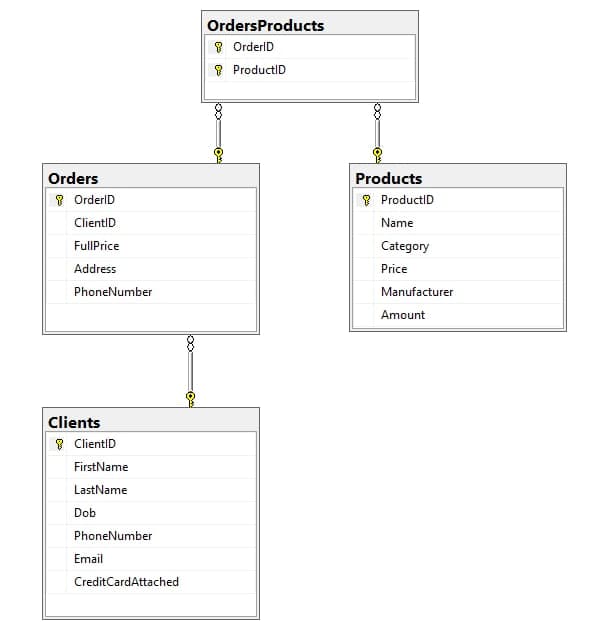 OrdersProducts
OrderID
ProductID
Orders
OrderID
ClientID
FullPrice
Address
PhoneNumber
Products
ProductID
Name
Category
Price
Manufacturer
Amount
Clients
ClientID
FirstName
LastName
Dob
PhoneNumber
Email
CreditCardAttached